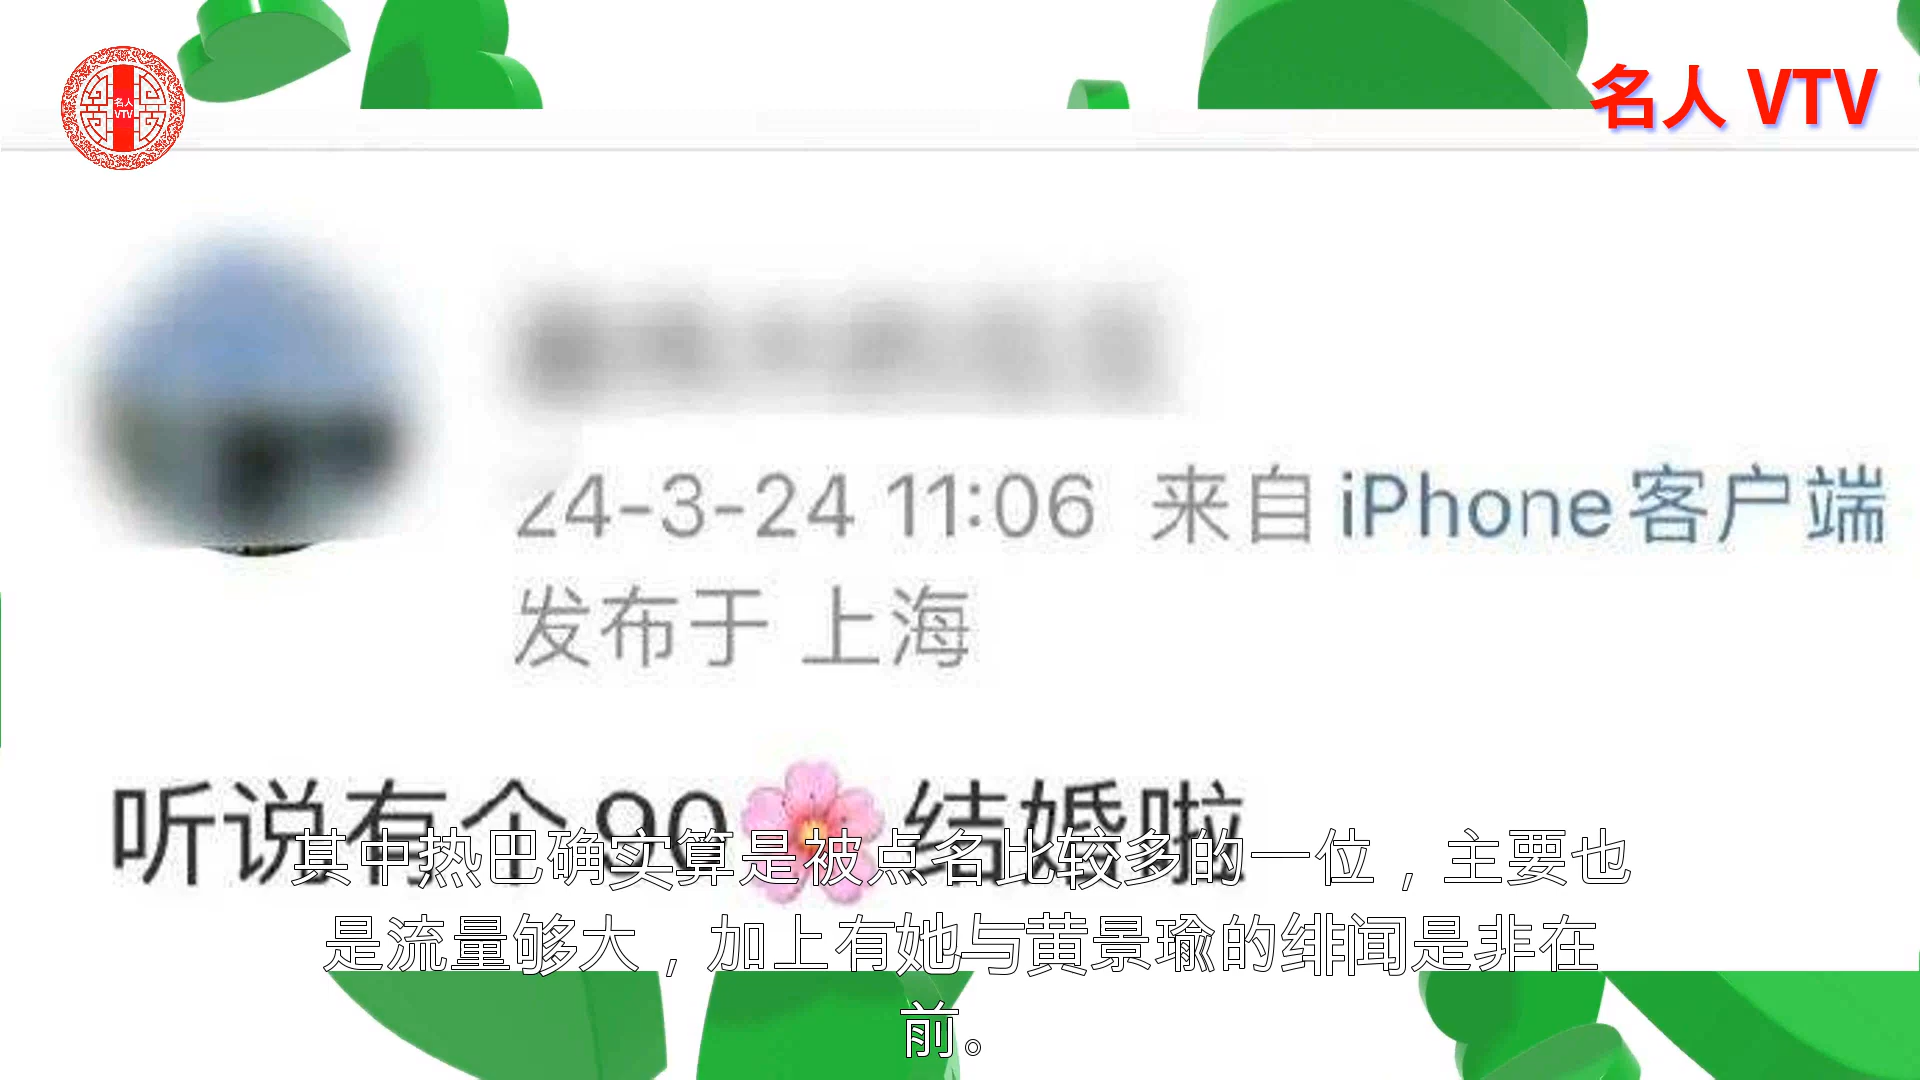 名人
VTV
名人 VTV
24-3-24 11:06 来自 iPhone客户端
发布于 上海
听说有个90🌸结婚啦
其中热巴确实算是被点名比较多的一位，主要也
是流量够大，加上有她与黄景瑜的绯闻是非在
前。